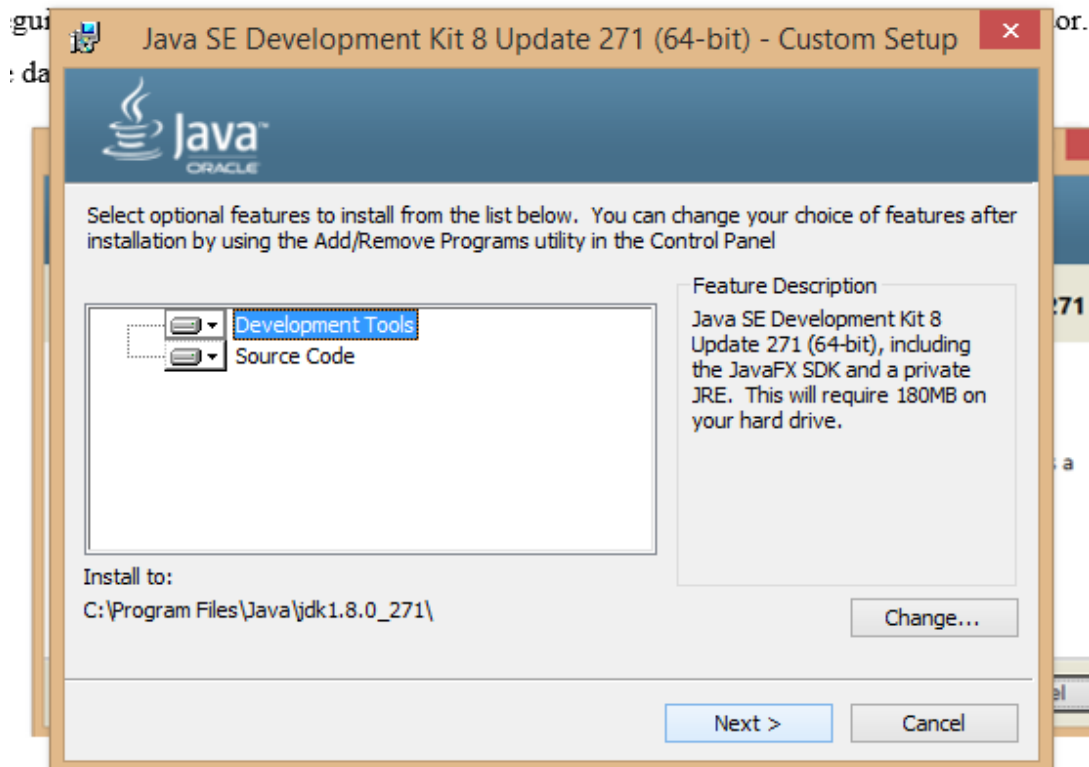 or.
Java SE Development Kit 8 Update 271 (64-bit) - Custom Setup
da
Java™
ORACLE
Select optional features to install from the list below. You can change your choice of features after
installation by using the Add/Remove Programs utility in the Control Panel
Feature Description
Development Tools
Source Code
Java SE Development Kit 8
Update 271 (64-bit), including
the JavaFX SDK and a private
JRE. This will require 180MB on
your hard drive.
271
a
Install to:
C:\Program Files\Java\jdk1.8.0_271\
Change...
Next >
Cancel